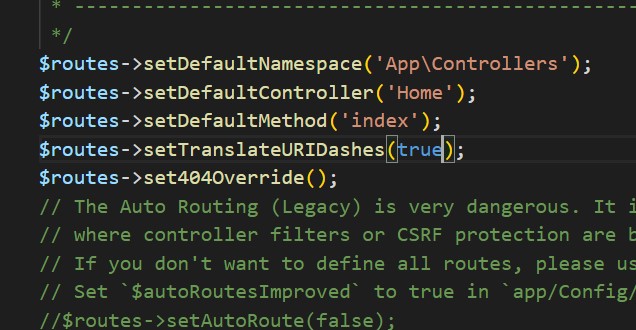 * --------------------------------------------------------------------
*/
$routes->setDefaultNamespace('App\Controllers');
$routes->setDefaultController('Home');
$routes->setDefaultMethod('index');
$routes->setTranslateURIDashes(true);
$routes->set404Override();
// The Auto Routing (Legacy) is very dangerous. It i
// where controller filters or CSRF protection are b
// If you don't want to define all routes, please us
// Set `$autoRoutesImproved` to true in `app/Config/
//$routes->setAutoRoute(false);